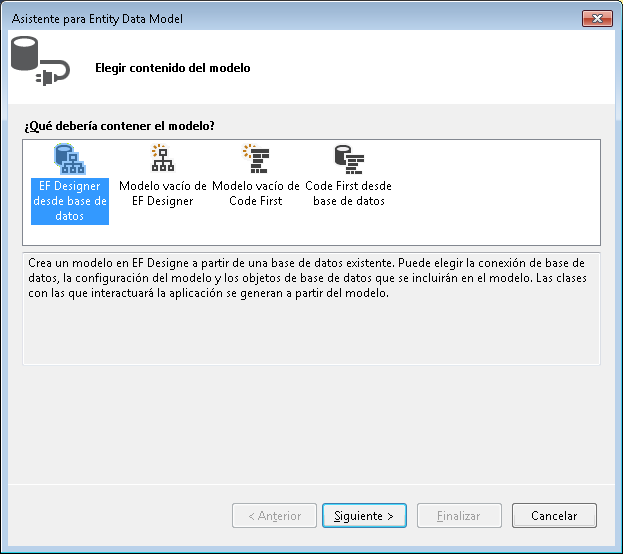 Asistente para Entity Data Model
Elegir contenido del modelo
¿Qué debería contener el modelo?
EF Designer
desde base de
datos
Modelo vacío de
EF Designer
Modelo vacío de
Code First
Code First desde
base de datos
Crea un modelo en EF Designe a partir de una base de datos existente. Puede elegir la conexión de base de
datos, la configuración del modelo y los objetos de base de datos que se incluirán en el modelo. Las clases
con las que interactuará la aplicación se generan a partir del modelo.
< Anterior
Siguiente >
Finalizar
Cancelar